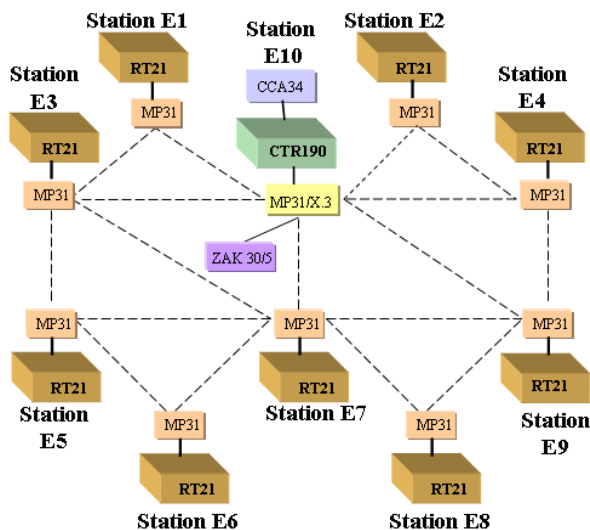 Station E1
Station E2
Station
E10
Station
E3
Station
E4
RT21
RT21
CCA34
RT21
RT21
MP31
MP31
CTR190
MP31
MP31
MP31/X.3
ZAK 30/5
MP31
MP31
MP31
RT21
RT21
RT21
Station
E5
Station E7
Station
E9
MP31
MP31
RT21
RT21
Station E6
Station E8